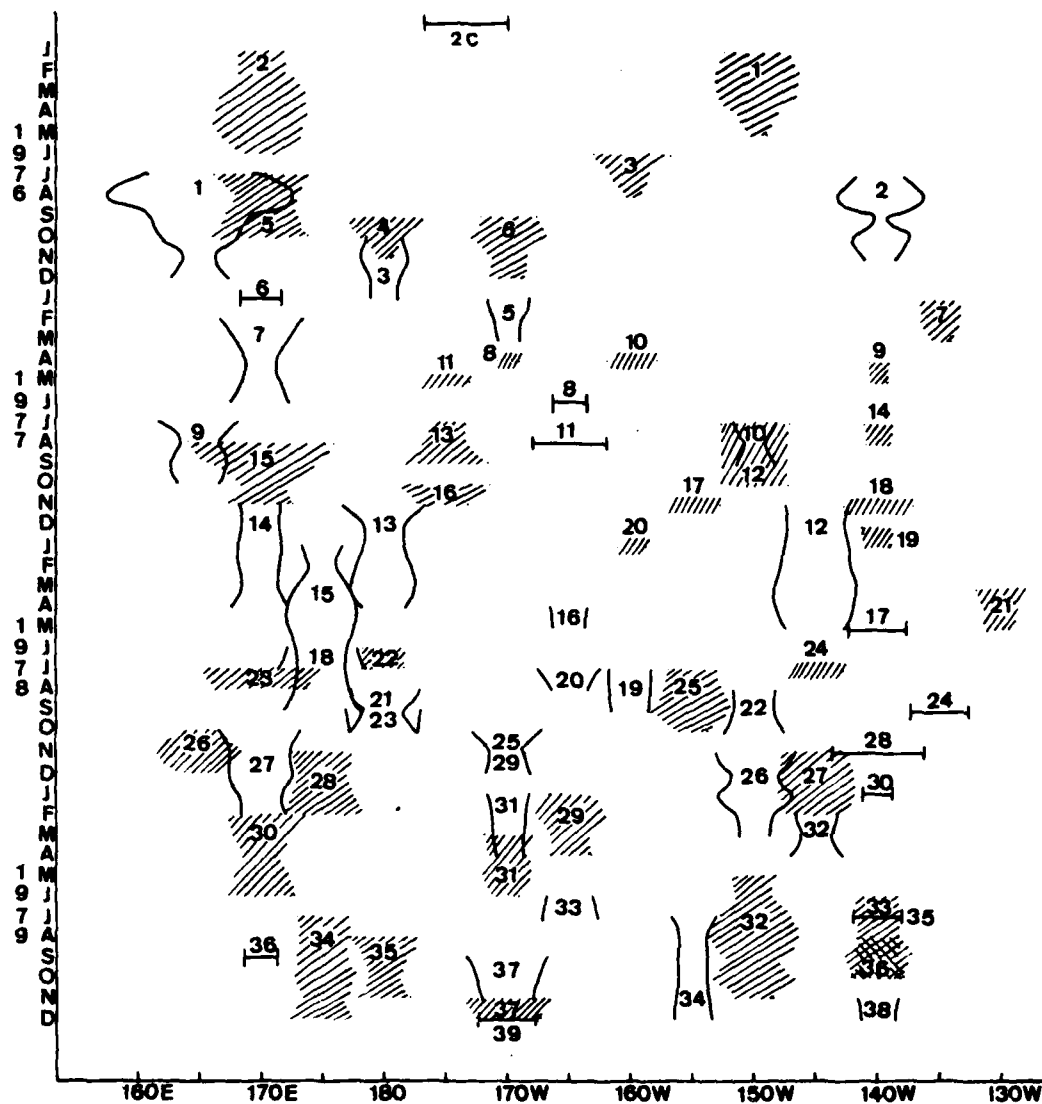 2 C
J
F 2 1
M
A
1 M
9 J 3
7 J
6 A 1 2
S
O 5 4 6
N
D 3
J 6
F 7 5 7
M
A 8 10 9
1 M 11
9 J 8
7 J 14
7 A 9 13 11 10
S 15 12
O 16 17 18
N
D 14 13 12
J 20 19
F
M 15
A 21
1 M 16 17
9 J
7 J 18 22 24
8 A 23 20 19 25
S 21 22 24
O 23
N 26 25 28
D 27 28 29 26 27 30
J
F 31 29
M 30 32
A
1 M 31
9 J
7 J 33 33
9 A 36 34 35 32 35
S
O 37 36
N 34
D 37 38
39
160E 170E 180 170W 160W 150W 140W 130W